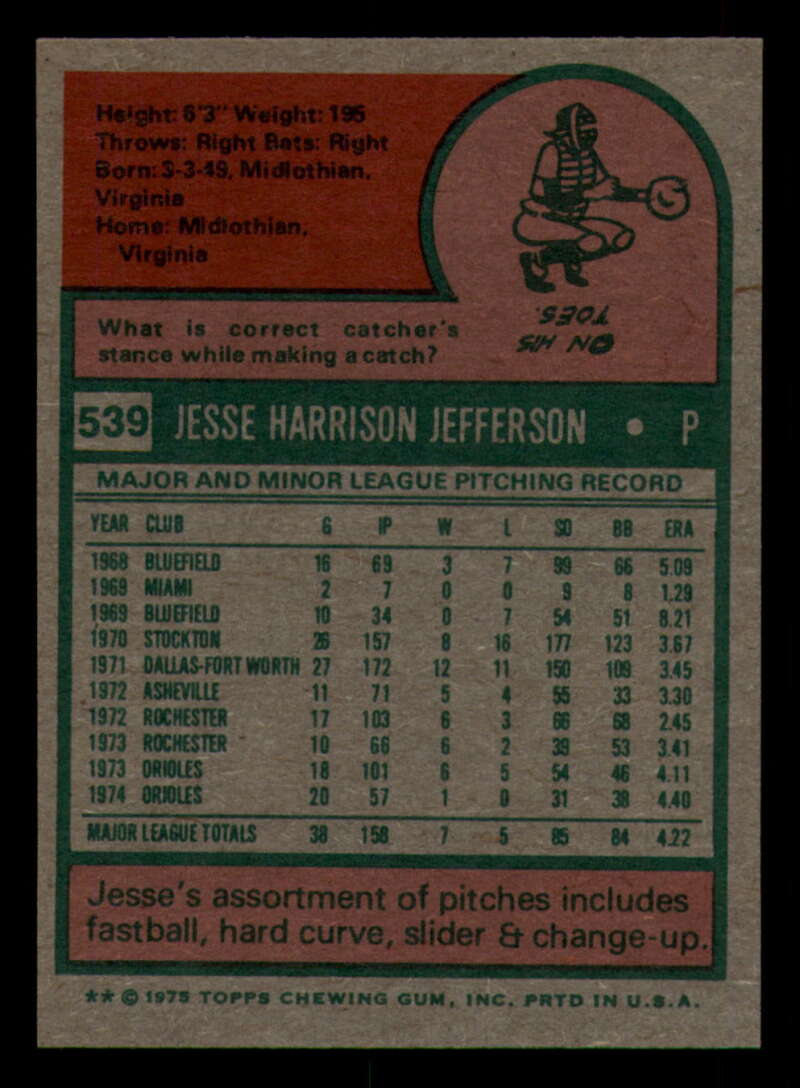 Height: 6'3" Weight: 195
Throws: Right Bats: Right
Born: 3-3-49, Midlothian,
Virginia
Home: Midlothian,
Virginia
What is correct catcher's
stance while making a catch?
ON HIS
TOES.
539 JESSE HARRISON JEFFERSON • P
MAJOR AND MINOR LEAGUE PITCHING RECORD
YEAR CLUB G IP W L SO BB ERA
1968 BLUEFIELD 16 69 3 7 99 66 5.09
1969 MIAMI 2 7 0 0 9 8 1.29
1969 BLUEFIELD 10 34 0 7 54 51 8.21
1970 STOCKTON 26 157 8 16 177 123 3.67
1971 DALLAS-FORT WORTH 27 172 12 11 150 109 3.45
1972 ASHEVILLE 11 71 5 4 55 33 3.30
1972 ROCHESTER 17 103 6 3 66 68 2.45
1973 ROCHESTER 10 66 6 2 39 53 3.41
1973 ORIOLES 18 101 6 5 54 46 4.11
1974 ORIOLES 20 57 1 0 31 38 4.40
MAJOR LEAGUE TOTALS 38 158 7 5 85 84 4.22
Jesse's assortment of pitches includes
fastball, hard curve, slider & change-up.
** © 1975 TOPPS CHEWING GUM, INC. PRTD IN U.S.A.